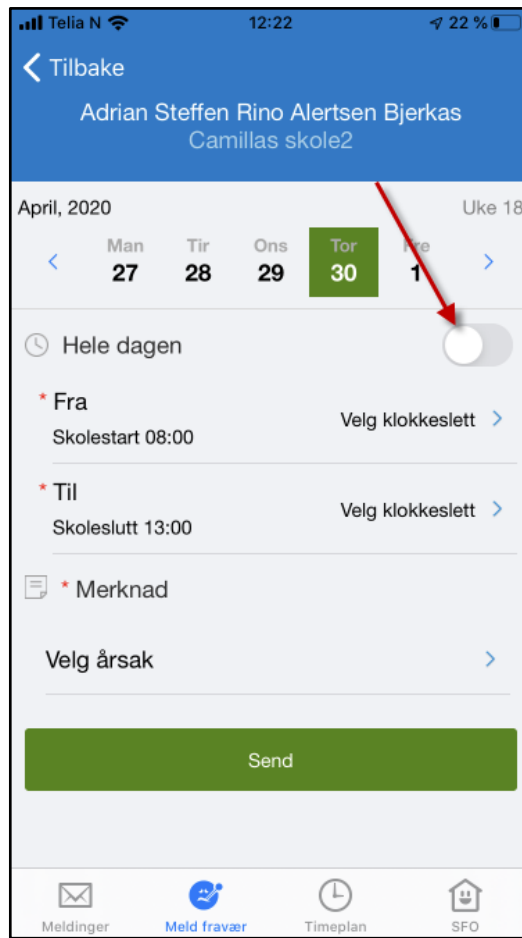 Telia N 12:22 22 %
Tilbake
Adrian Steffen Rino Alertsen Bjerkas
Camillas skole2
April, 2020 Uke 18
Man Tir Ons Tor Fre
27 28 29 30 1
Hele dagen
* Fra
Velg klokkeslett
Skolestart 08:00
* Til
Velg klokkeslett
Skoleslutt 13:00
* Merknad
Velg årsak
Send
Meldinger Meld fravær Timeplan SFO